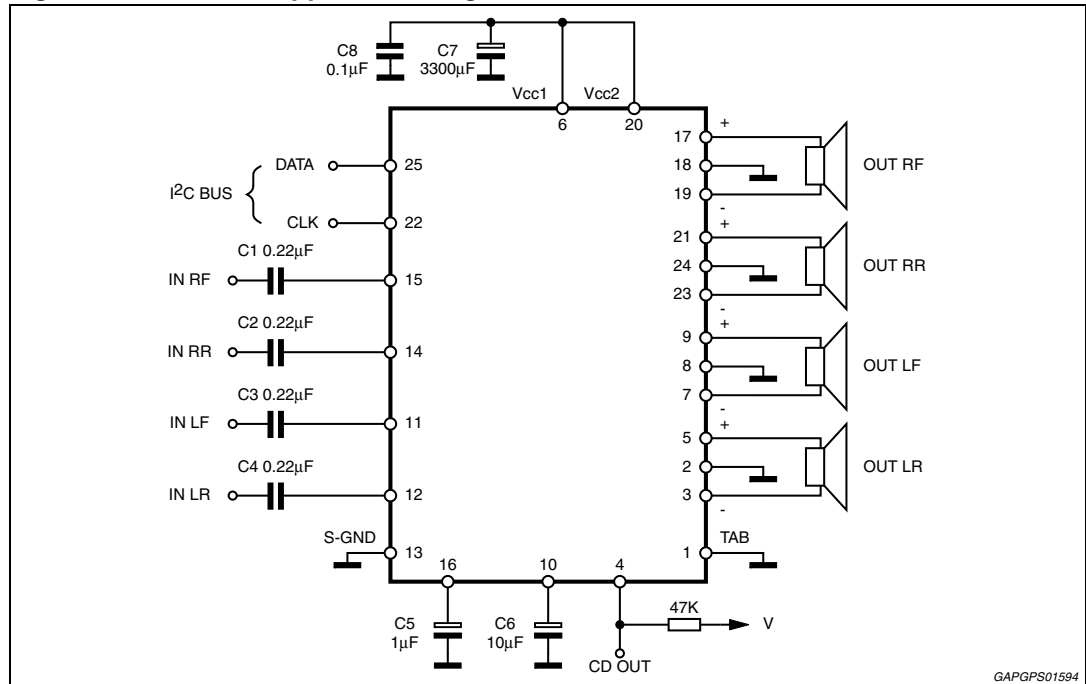 C8
0.1µF
C7
3300µF
Vcc1
Vcc2
6
20
DATA
25
I²C BUS
CLK
22
C1 0.22µF
IN RF
15
C2 0.22µF
IN RR
14
C3 0.22µF
IN LF
11
C4 0.22µF
IN LR
12
S-GND
13
17
+
18
OUT RF
19
-
+
21
24
OUT RR
23
-
+
9
8
OUT LF
7
-
+
5
2
OUT LR
3
-
TAB
1
16
10
4
C5
1µF
C6
10µF
47K
V
CD OUT
GAPGPS01594